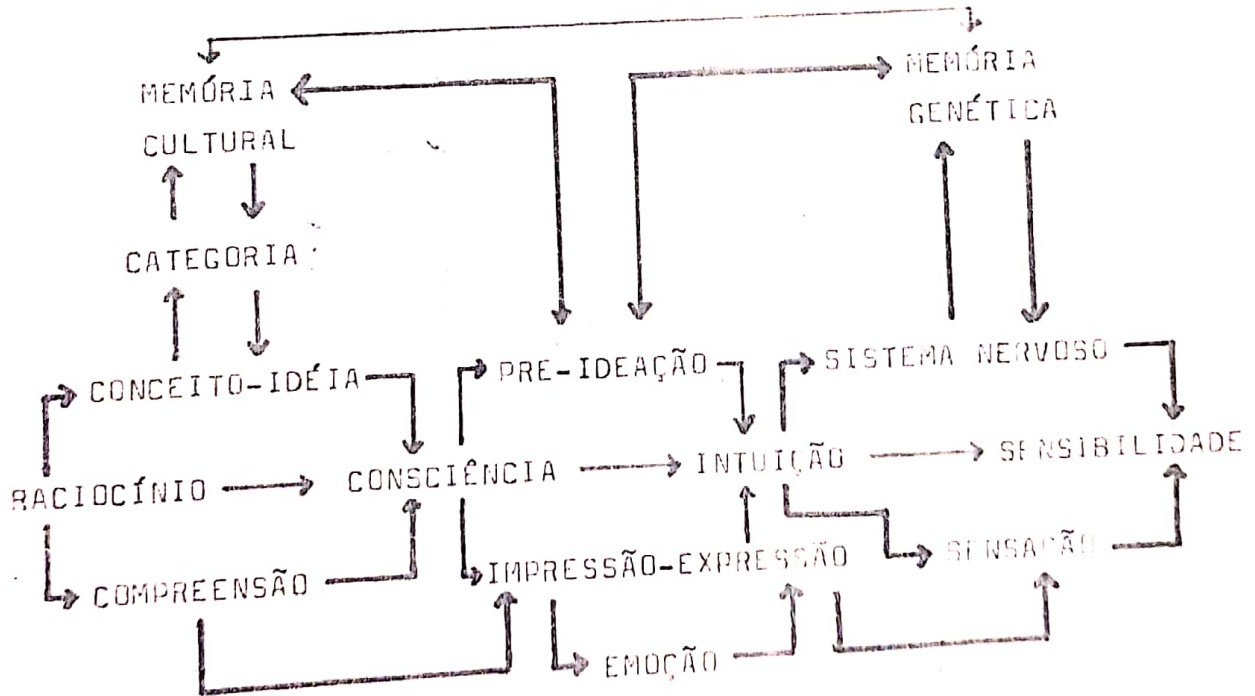 MEMÓRIA
CULTURAL
MEMÓRIA
GENÉTICA
CATEGORIA
CONCEITO-IDÉIA
PRE-IDEAÇÃO
SISTEMA NERVOSO
RACIOCÍNIO
CONSCIÊNCIA
INTUIÇÃO
SENSIBILIDADE
COMPREENSÃO
IMPRESSÃO-EXPRESSÃO
SENSAÇÃO
EMOÇÃO